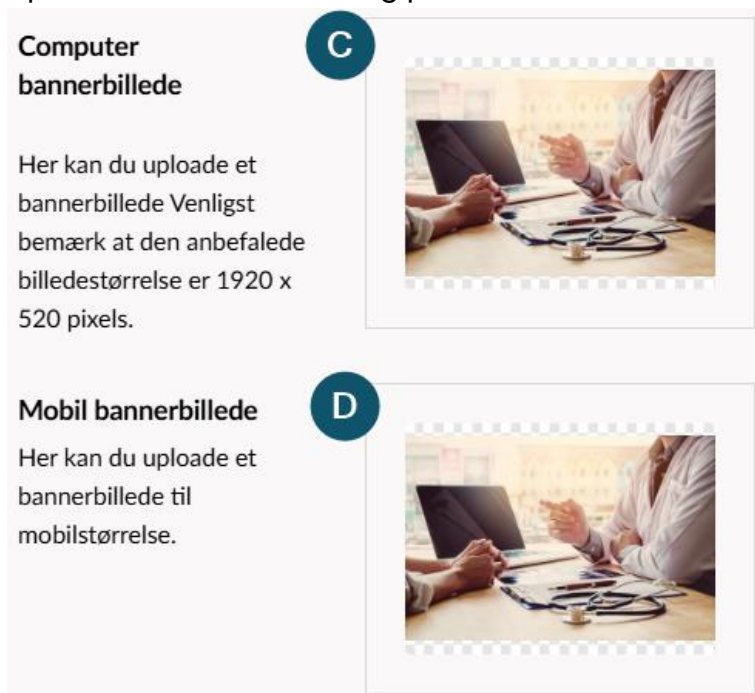 Computer
bannerbillede
C
Her kan du uploade et
bannerbillede Venligst
bemærk at den anbefalede
billedestørrelse er 1920 x
520 pixels.
Mobil bannerbillede
D
Her kan du uploade et
bannerbillede til
mobilstørrelse.